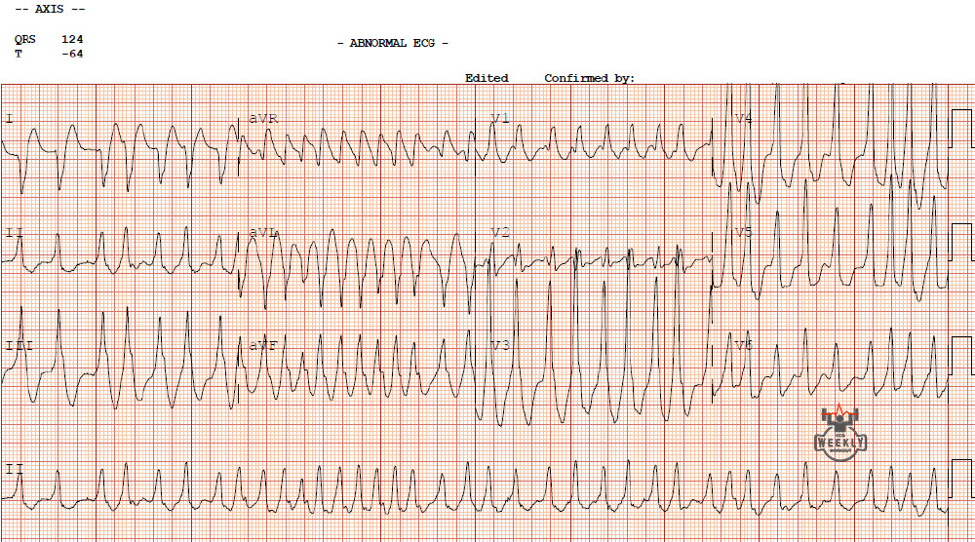 -- AXIS --
QRS 124
T -64
- ABNORMAL ECG -
Edited Confirmed by:
I aVR V1 V4
II aVL V2 V5
III aVF V3 V6
II
WEEKLY
WORKOUT